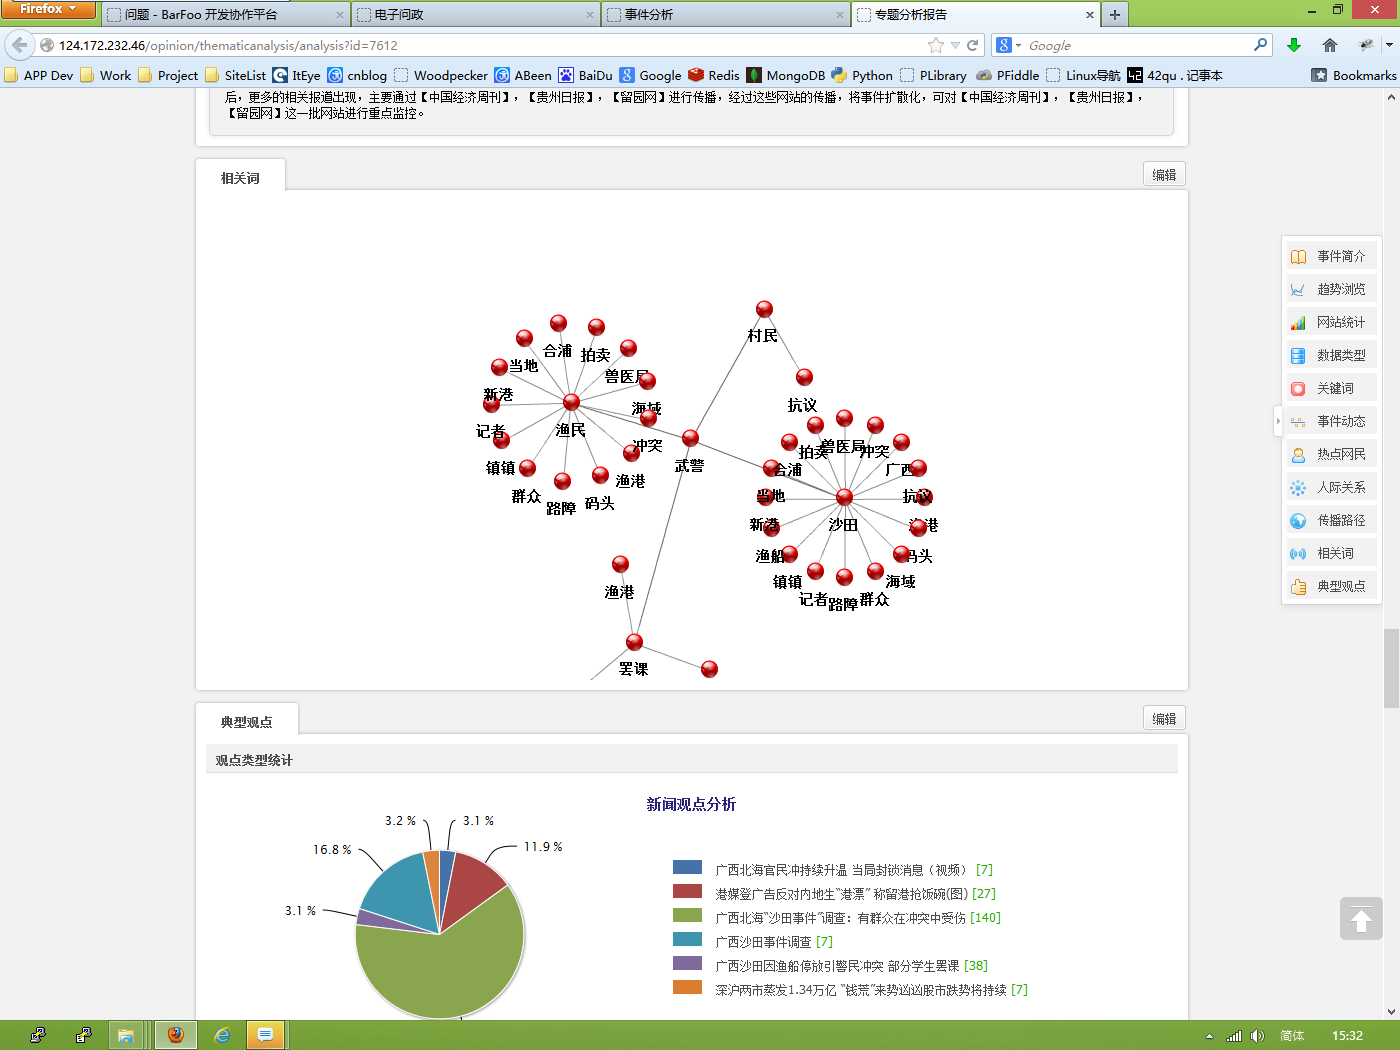 Firefox
问题 - BarFoo 开发协作平台
电子问政
事件分析
专题分析报告
124.172.232.46/opinion/thematicanalysis/analysis?id=7612
Google
APP Dev Work Project SiteList ItEye cnblog Woodpecker ABeen BaiDu Google Redis MongoDB Python PLibrary PFiddle Linux导航 42qu . 记事本 Bookmarks
后，更多的相关报道出现，主要通过【中国经济周刊】，【贵州日报】，【留园网】进行传播，经过这些网站的传播，将事件扩散化，可对【中国经济周刊】，【贵州日报】，
【留园网】这一批网站进行重点监控。
相关词
编辑
村民
合浦
拍卖
当地
兽医局
新港
海域
抗议
记者
渔民
冲突
武警
镇镇
渔港
群众
路障
码头
拍卖
兽医局
冲突
合浦
广西
当地
抗议
新港
沙田
渔港
渔船
码头
镇镇
海域
记者
路障
群众
渔港
罢课
事件简介
趋势浏览
网站统计
数据类型
关键词
事件动态
热点网民
人际关系
传播路径
相关词
典型观点
典型观点
编辑
观点类型统计
新闻观点分析
3.2 %
3.1 %
16.8 %
11.9 %
3.1 %
广西北海官民冲持续升温 当局封锁消息（视频） [7]
港媒登广告反对内地生“港漂” 称留港抢饭碗(图) [27]
广西北海“沙田事件”调查：有群众在冲突中受伤 [140]
广西沙田事件调查 [7]
广西沙田因渔船停放引警民冲突 部分学生罢课 [38]
深沪两市蒸发1.34万亿 “钱荒”来势汹汹股市跌势将持续 [7]
简体
15:32